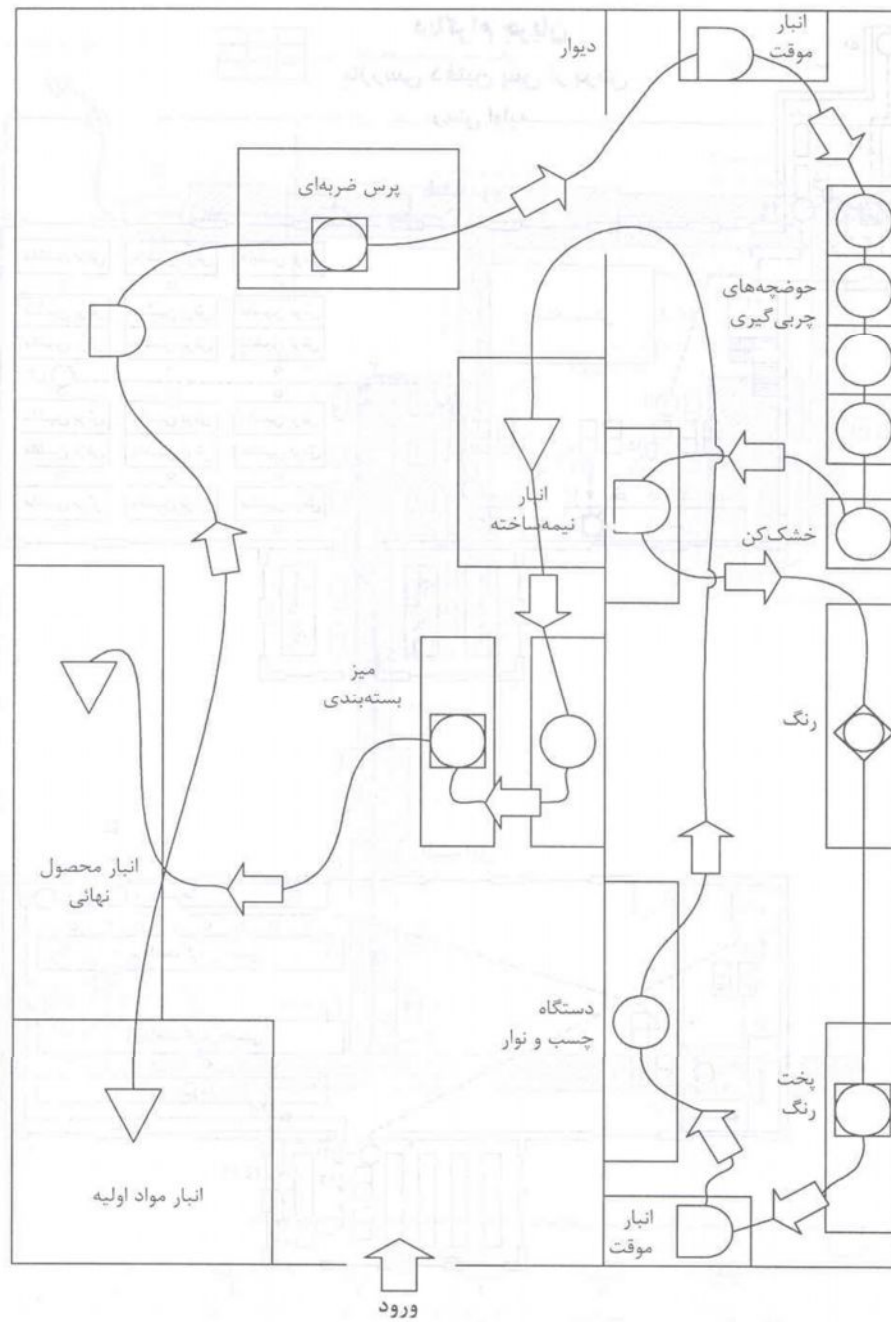 انبار
موقت
دیوار
پرس ضربه‌ای
حوضچه‌های
چربی‌گیری
انبار
نیمه‌ساخته
خشک‌کن
میز
بسته‌بندی
رنگ
انبار محصول
نهائی
دستگاه
چسب و نوار
پخت
رنگ
انبار مواد اولیه
انبار
موقت
ورود